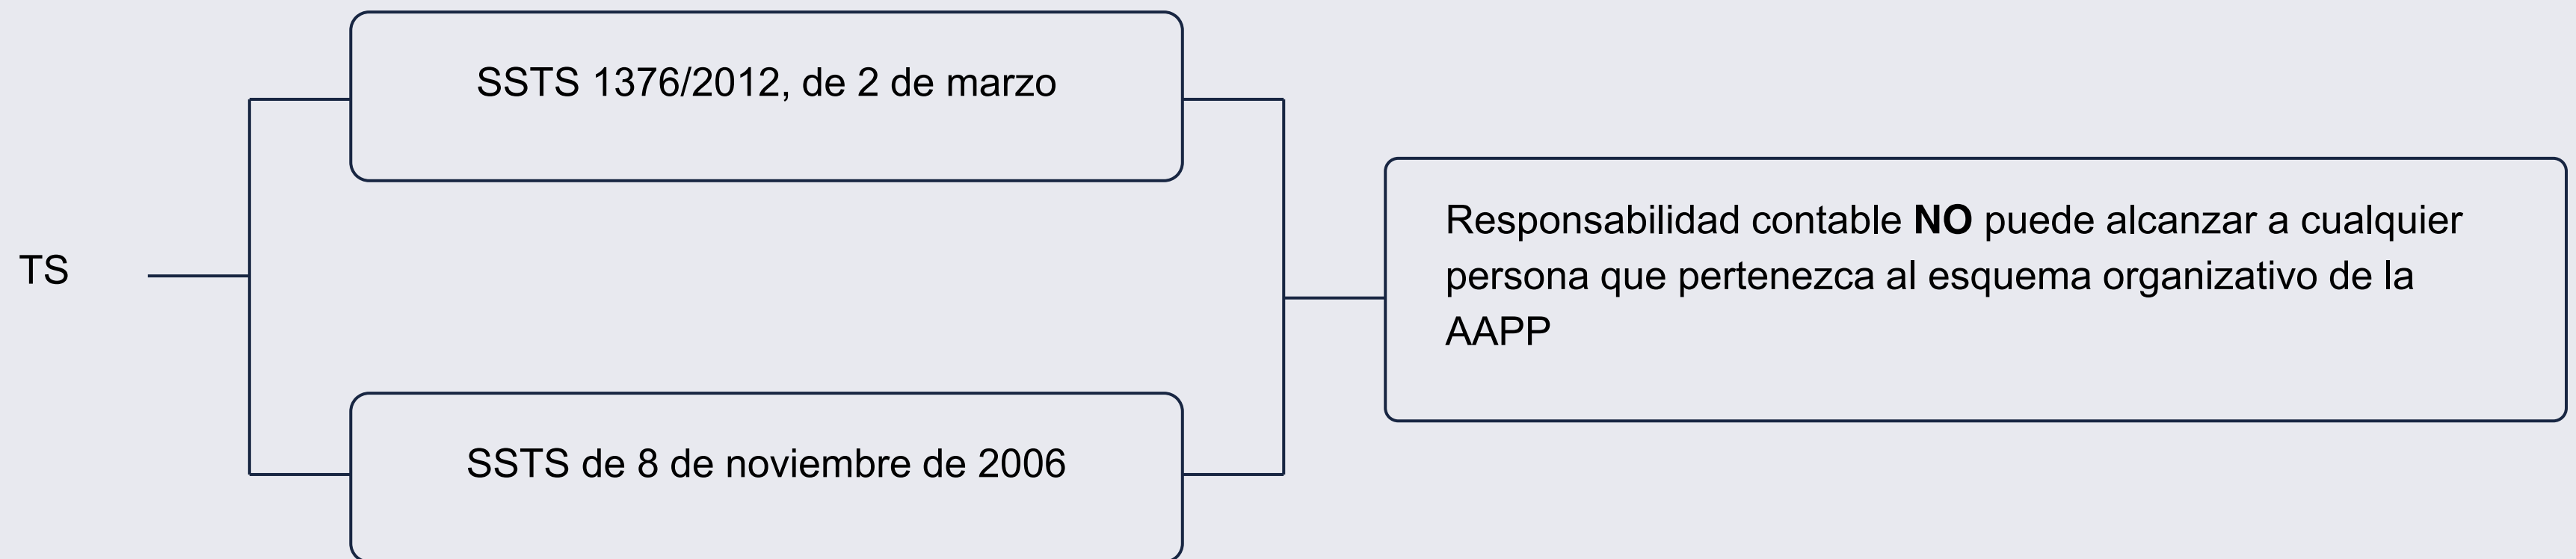 TS
SSTS 1376/2012, de 2 de marzo
SSTS de 8 de noviembre de 2006
Responsabilidad contable NO puede alcanzar a cualquier
persona que pertenezca al esquema organizativo de la
AAPP